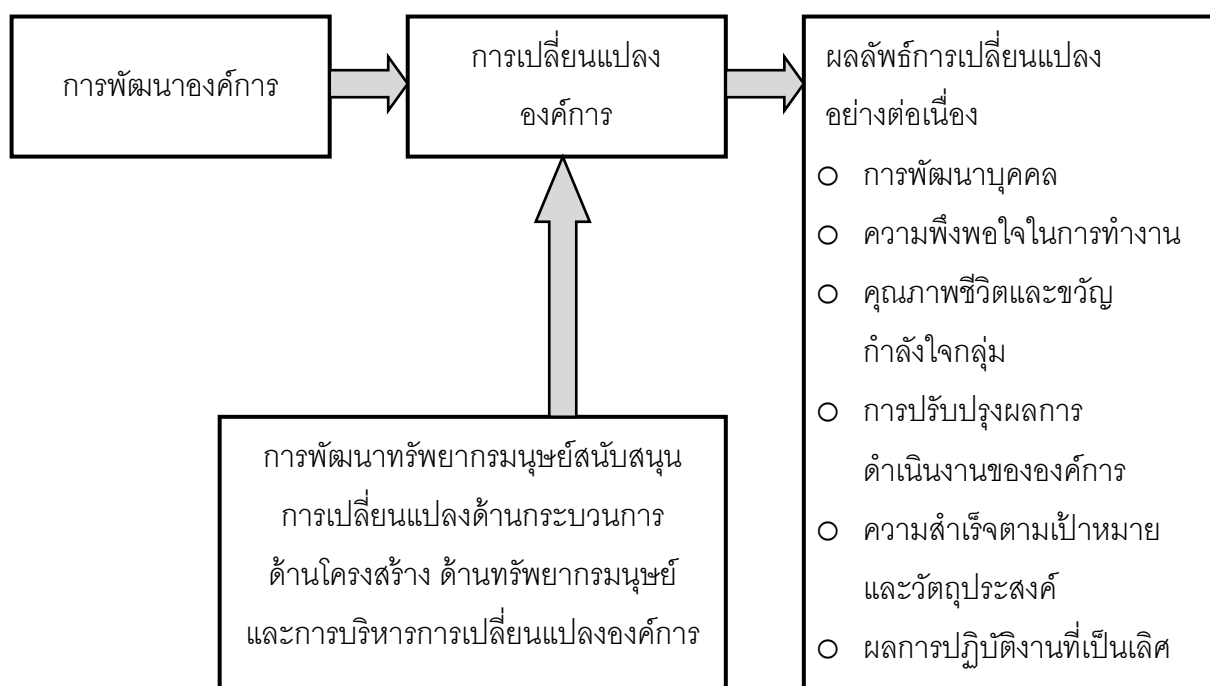 การพัฒนาองค์การ
การเปลี่ยนแปลง
องค์การ
ผลลัพธ์การเปลี่ยนแปลง
อย่างต่อเนื่อง
การพัฒนาบุคคล
ความพึงพอใจในการทำงาน
คุณภาพชีวิตและขวัญ
กำลังใจกลุ่ม
การปรับปรุงผลการ
ดำเนินงานขององค์การ
ความสำเร็จตามเป้าหมาย
และวัตถุประสงค์
ผลการปฏิบัติงานที่เป็นเลิศ
การพัฒนาทรัพยากรมนุษย์สนับสนุน
การเปลี่ยนแปลงด้านกระบวนการ
ด้านโครงสร้าง ด้านทรัพยากรมนุษย์
และการบริหารการเปลี่ยนแปลงองค์การ